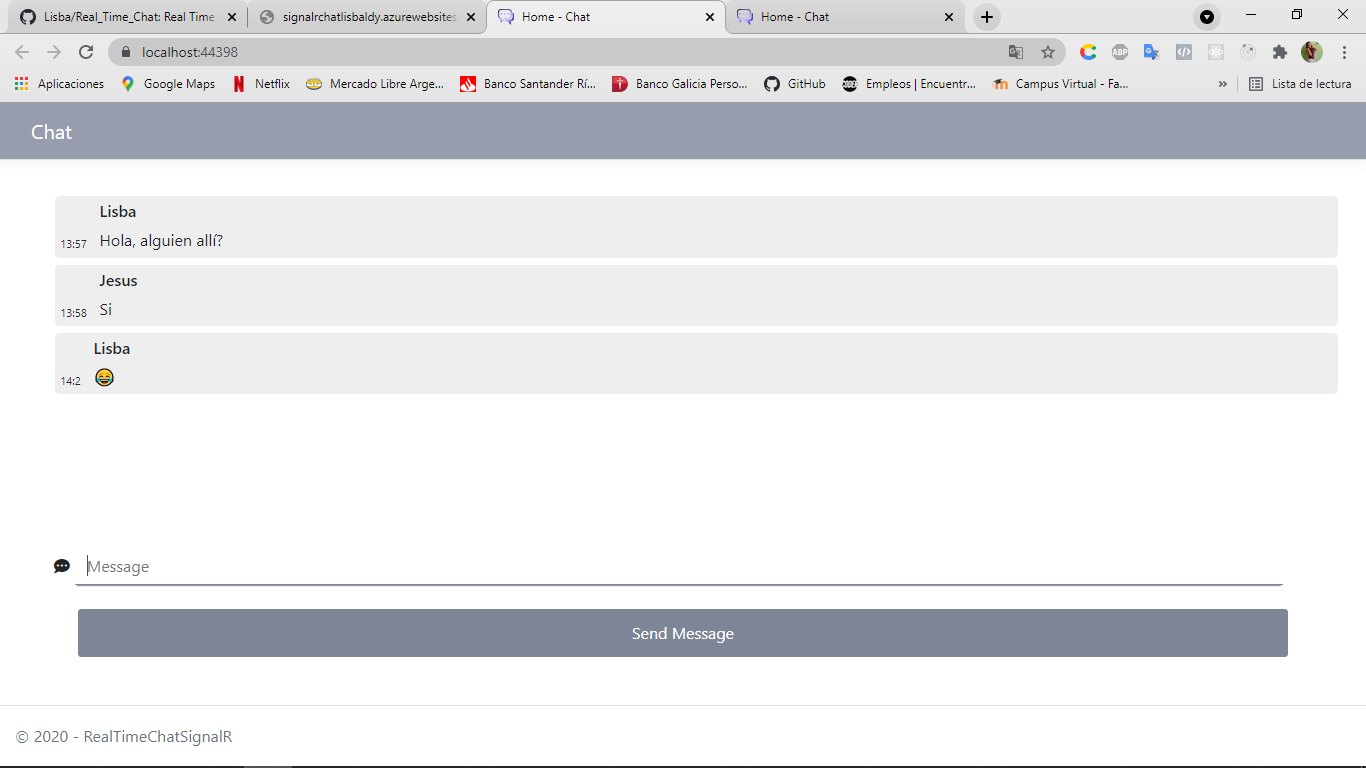 Lisba/Real_Time_Chat: Real Time
signalrchatlisbaldy.azurewebsites.
Home - Chat
Home - Chat
localhost:44398
Aplicaciones
Google Maps
Netflix
Mercado Libre Arge...
Banco Santander Rí...
Banco Galicia Perso...
GitHub
Empleos | Encuentr...
Campus Virtual - Fa...
»
Lista de lectura
Chat
Lisba
13:57 Hola, alguien allí?
Jesus
13:58 Si
Lisba
14:2 😂
Message
Send Message
© 2020 - RealTimeChatSignalR